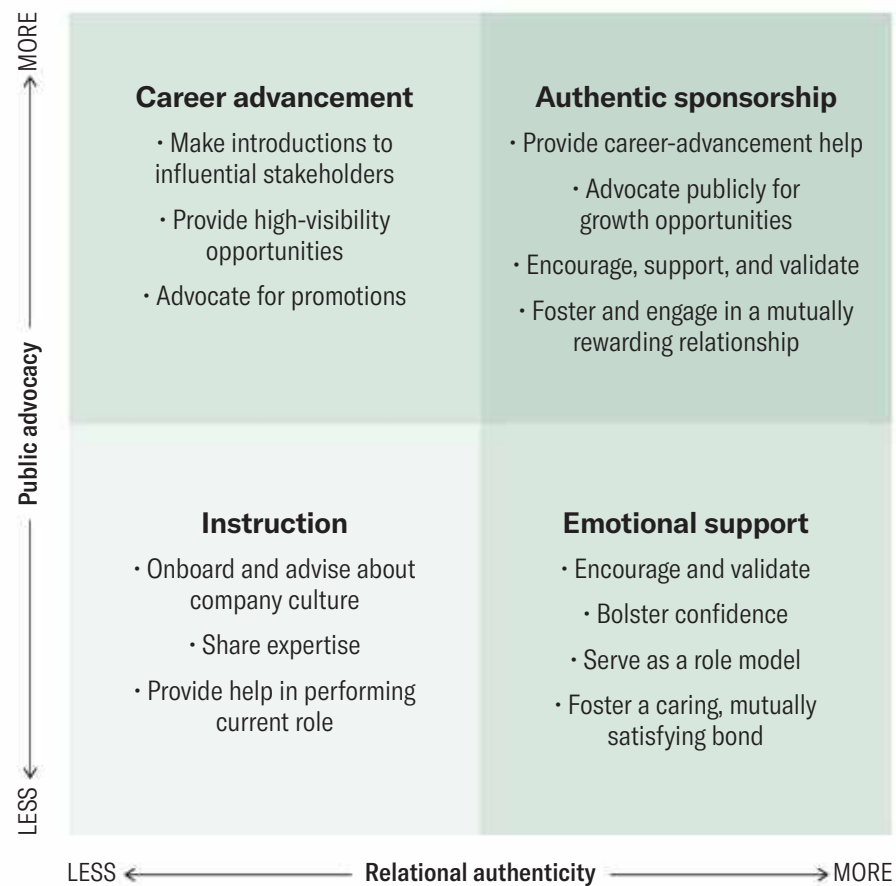 MORE
Public advocacy
LESS
Career advancement
· Make introductions to
influential stakeholders
· Provide high-visibility
opportunities
· Advocate for promotions
Authentic sponsorship
· Provide career-advancement help
· Advocate publicly for
growth opportunities
· Encourage, support, and validate
· Foster and engage in a mutually
rewarding relationship
Instruction
· Onboard and advise about
company culture
· Share expertise
· Provide help in performing
current role
Emotional support
· Encourage and validate
· Bolster confidence
· Serve as a role model
· Foster a caring, mutually
satisfying bond
LESS
Relational authenticity
MORE